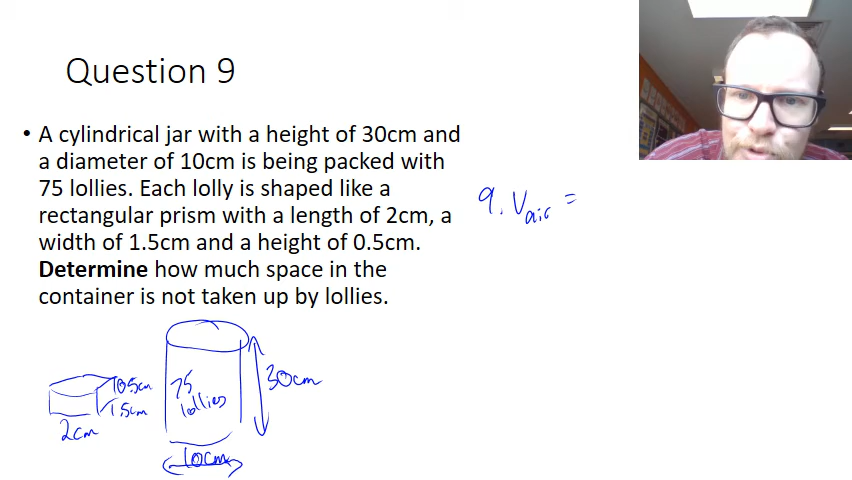 Question 9
• A cylindrical jar with a height of 30cm and
a diameter of 10cm is being packed with
75 lollies. Each lolly is shaped like a
rectangular prism with a length of 2cm, a
width of 1.5cm and a height of 0.5cm.
Determine how much space in the
container is not taken up by lollies.
9. Vair =
0.5cm
1.5cm
2cm
75
lollies
30cm
10cm